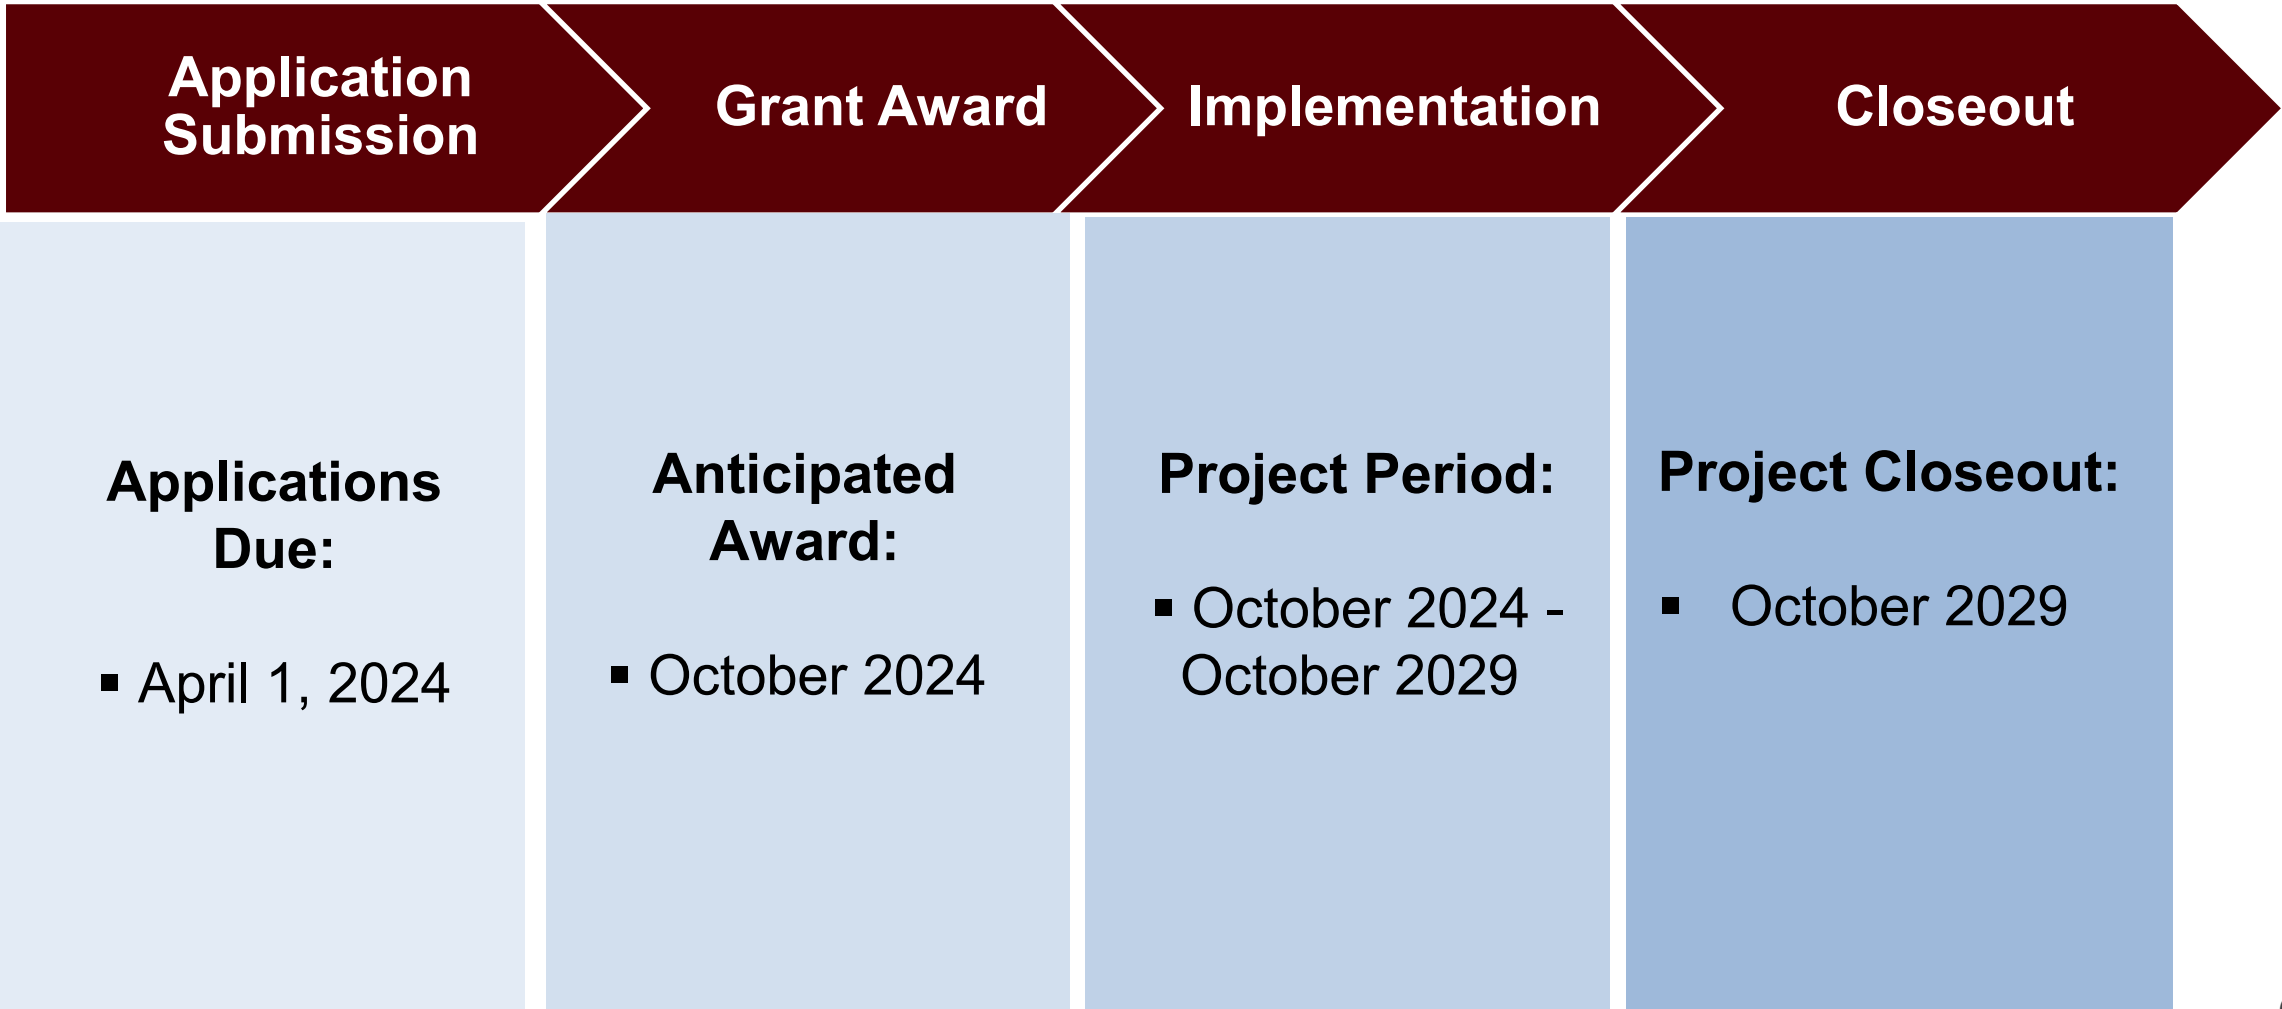 Application
Submission
Grant Award
Implementation
Closeout
Applications
Due:
▪ April 1, 2024
Anticipated
Award:
▪ October 2024
Project Period:
▪ October 2024 -
October 2029
Project Closeout:
▪ October 2029